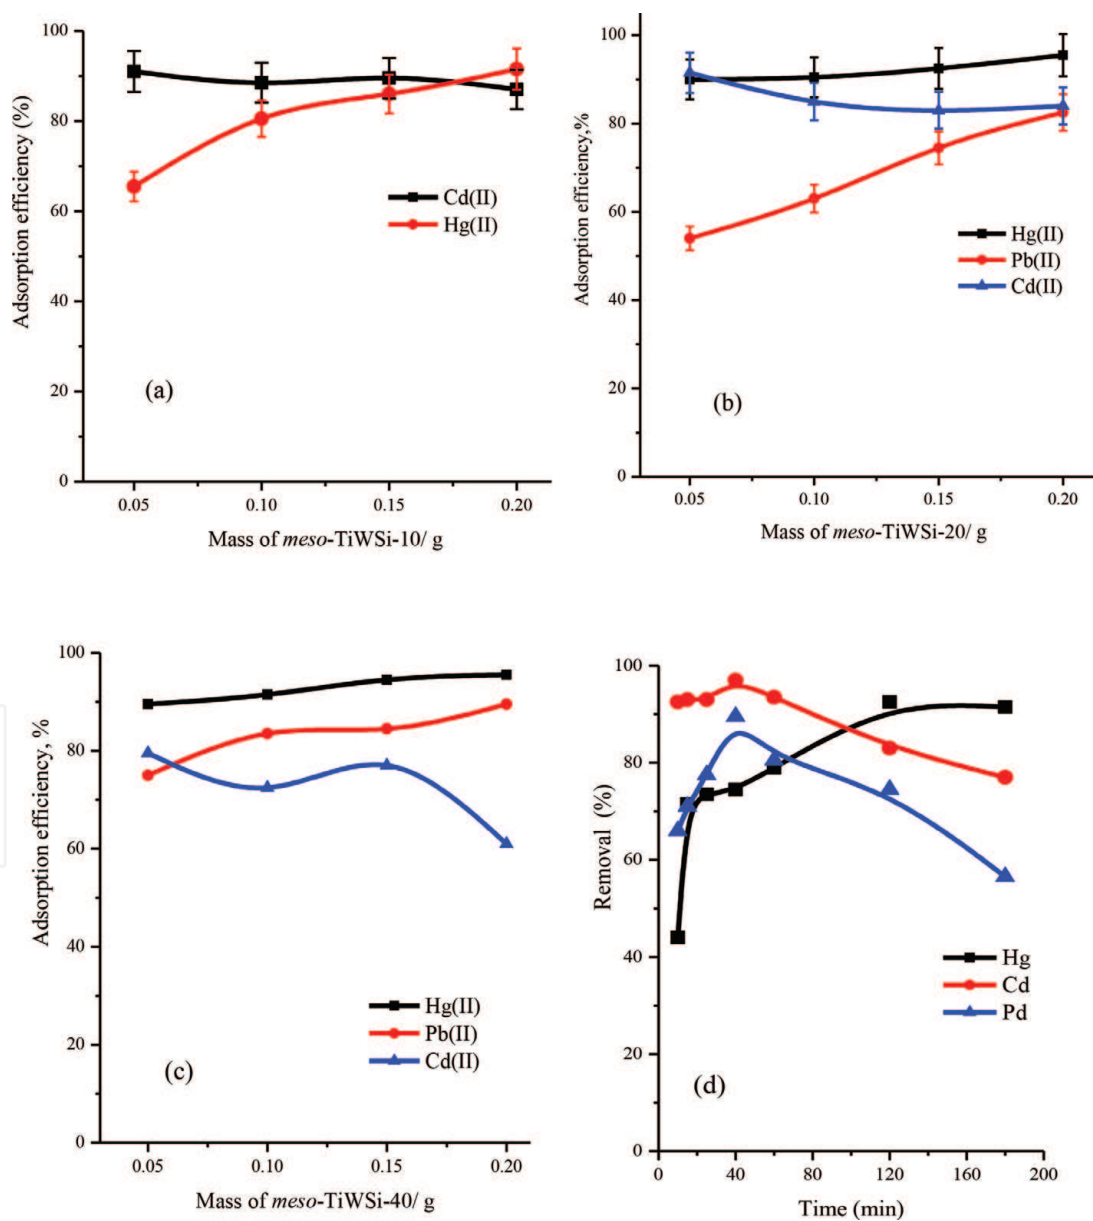 100
80
60
40
20
0
Adsorption efficiency (%)
Cd(II)
Hg(II)
(a)
0.05 0.10 0.15 0.20
Mass of meso-TiWSi-10/ g
100
80
60
40
20
0
Adsorption efficiency,%
Hg(II)
Pb(II)
Cd(II)
(b)
0.05 0.10 0.15 0.20
Mass of meso-TiWSi-20/ g
100
80
60
40
20
0
Adsorption efficiency, %
Hg(II)
Pb(II)
Cd(II)
(c)
0.05 0.10 0.15 0.20
Mass of meso-TiWSi-40/ g
100
80
60
40
20
0
Removal (%)
Hg
Cd
Pd
(d)
0 40 80 120 160 200
Time (min)